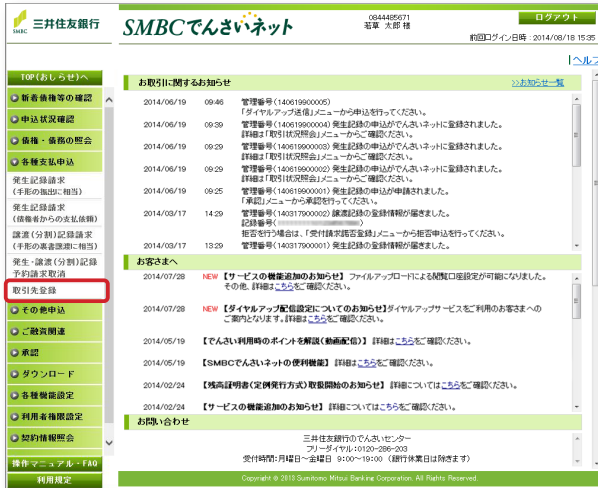 SMBC 三井住友銀行
SMBCでんさいネット
0844485671
若草 太郎 様
ログアウト
前回ログイン日時：2014/08/18 15:35
ヘルプ
TOP(おしらせ)へ
新着債権等の確認
申込状況確認
債権・債務の照会
各種支払申込
発生記録請求
(手形の振出に相当)
発生記録請求
(債権者からの支払依頼)
譲渡(分割)記録請求
(手形の裏書譲渡に相当)
発生・譲渡(分割)記録
予約請求取消
取引先登録
その他申込
ご融資関連
承認
ダウンロード
各種機能設定
利用者権限設定
契約情報照会
操作マニュアル・FAQ
利用規定
お取引に関するお知らせ
>>お知らせ一覧
2014/06/19 09:46 管理番号(140619900005)
「ダイヤルアップ送信」メニューから申込を行ってください。
2014/06/19 09:39 管理番号(140619900004)発生記録の申込がでんさいネットに登録されました。
詳細は「取引状況照会」メニューからご確認ください。
2014/06/19 09:29 管理番号(140619900003)発生記録の申込がでんさいネットに登録されました。
詳細は「取引状況照会」メニューからご確認ください。
2014/06/19 09:29 管理番号(140619900002)発生記録の申込がでんさいネットに登録されました。
詳細は「取引状況照会」メニューからご確認ください。
2014/06/19 09:25 管理番号(140619900001)発生記録の申込が申請されました。
「承認」メニューから承認を行ってください。
2014/03/17 14:29 管理番号(140317900002)譲渡記録の登録情報が届きました。
記録番号( )
拒否を行う場合は、「受付請求諾否登録」メニューから拒否申込を行ってください。
2014/03/17 13:29 管理番号(140317900001)発生記録の登録情報が届きました。
お客さまへ
2014/07/28 NEW 【サービスの機能追加のお知らせ】 ファイルアップロードによる閲覧口座設定が可能になりました。
その他、詳細はこちらをご確認ください。
2014/07/28 NEW 【ダイヤルアップ配信設定についてのお知らせ】ダイヤルアップサービスをご利用のお客さまへの
ご案内となります。詳細はこちらをご確認ください。
2014/05/19 【でんさい利用時のポイントを解説(動画配信)】 詳細はこちらをご確認ください。
2014/05/19 【SMBCでんさいネットの便利機能】 詳細はこちらをご確認ください。
2014/02/24 【残高証明書(定例発行方式)取扱開始のお知らせ】 詳細についてはこちらをご確認ください。
2014/02/24 【サービスの機能追加のお知らせ】 詳細についてはこちらをご確認ください。
お問い合わせ
三井住友銀行のでんさいセンター
フリーダイヤル：0120-286-203
受付時間：月曜日～金曜日 9:00～19:00 (銀行休業日は除きます)
Copyright © 2013 Sumitomo Mitsui Banking Corporation. All Rights Reserved.